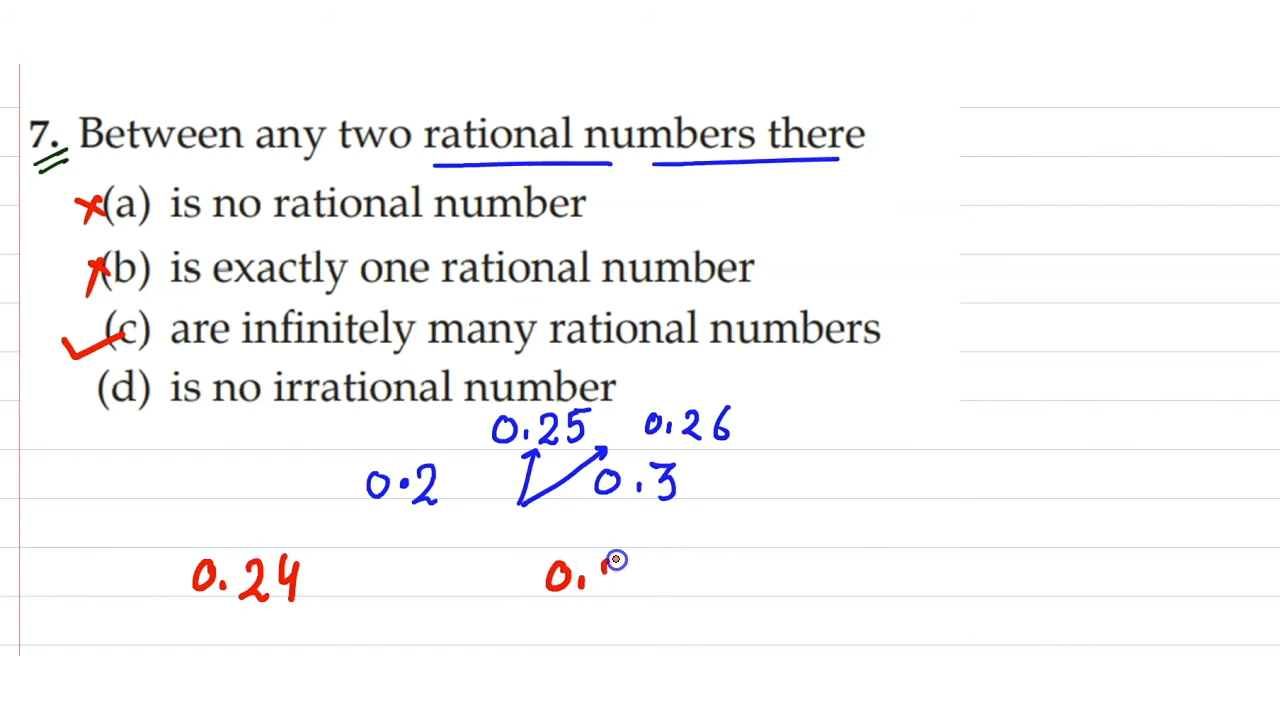 7. Between any two rational numbers there
(a) is no rational number
(b) is exactly one rational number
(c) are infinitely many rational numbers
(d) is no irrational number
0.25 0.26
0.2 0.3
0.24 0.